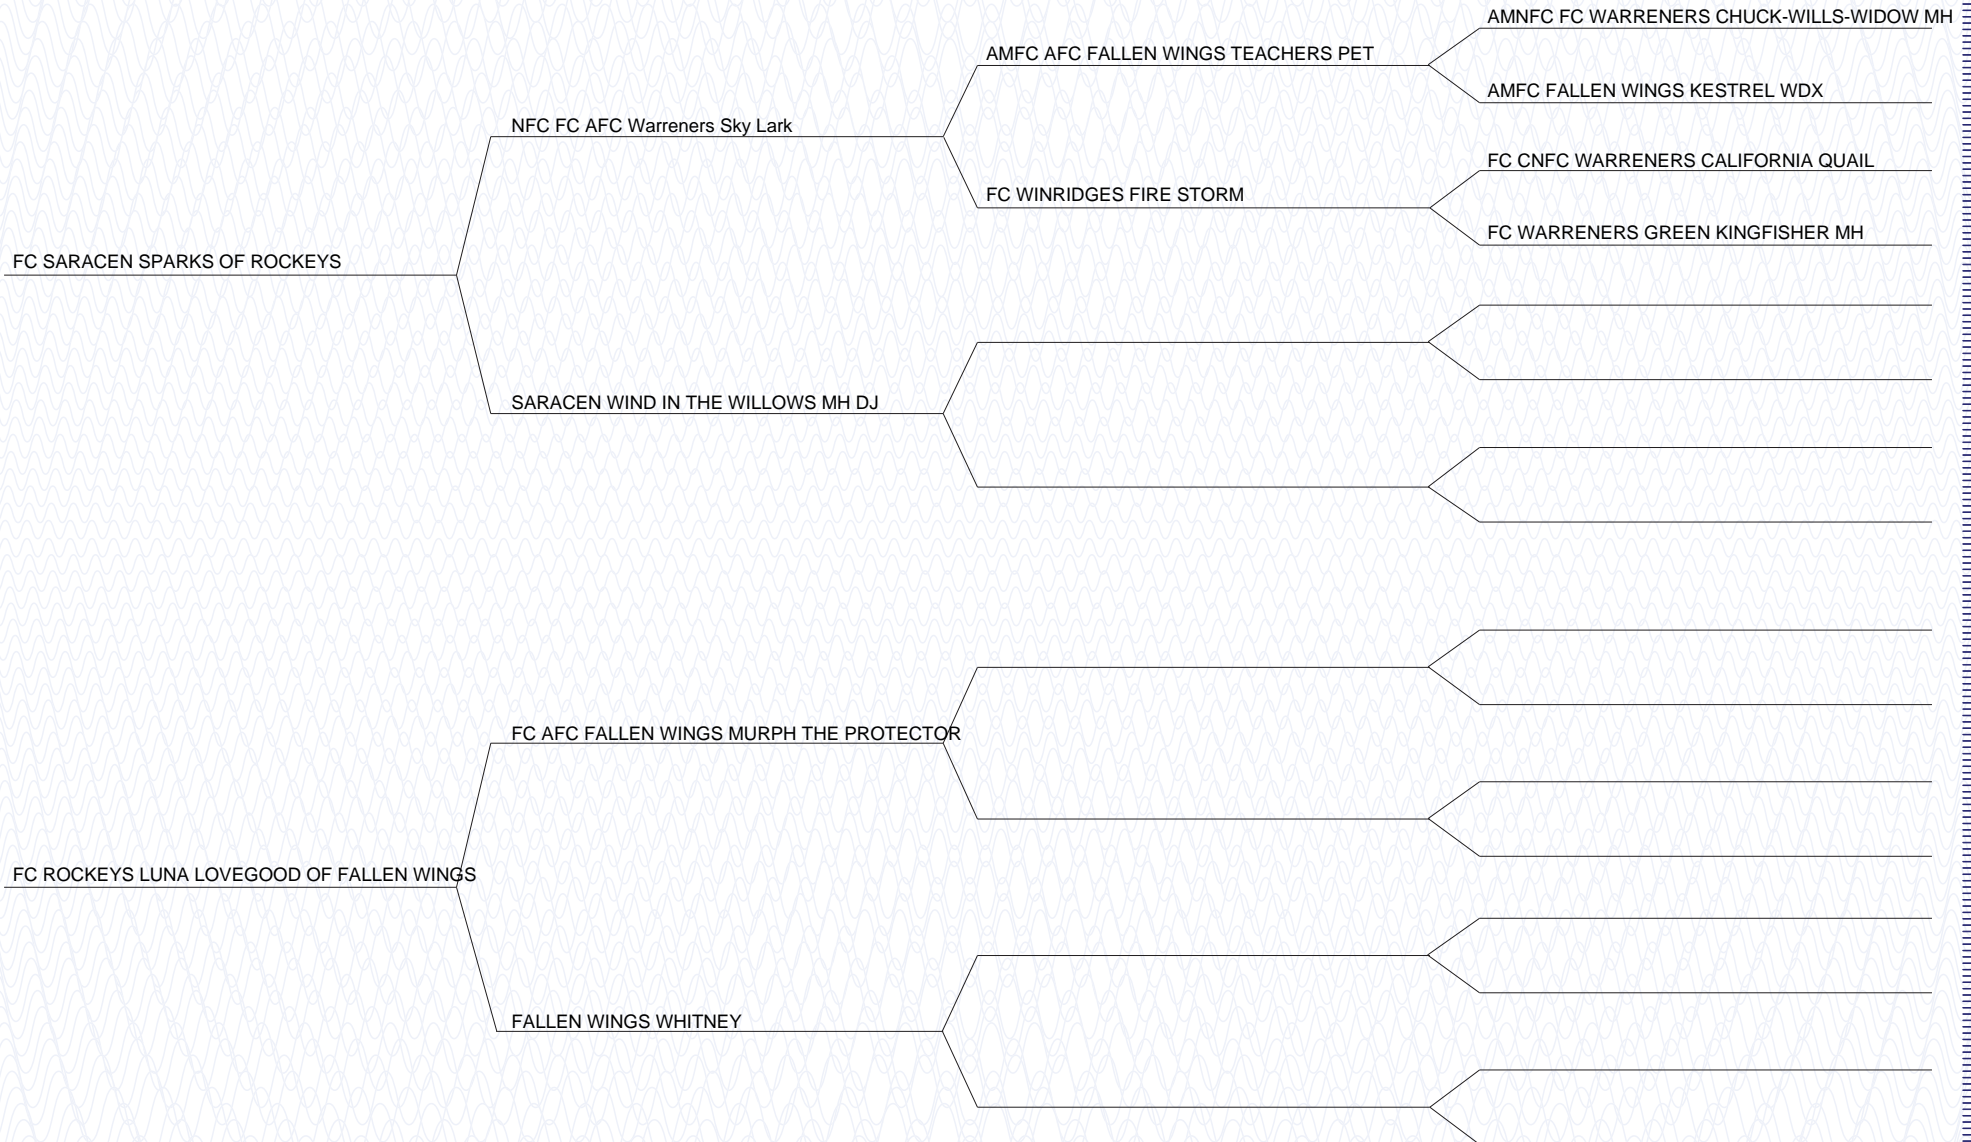 AMNFC FC WARRENERS CHUCK-WILLS-WIDOW MH
AMFC AFC FALLEN WINGS TEACHERS PET
AMFC FALLEN WINGS KESTREL WDX
NFC FC AFC Warreners Sky Lark
FC CNFC WARRENERS CALIFORNIA QUAIL
FC WINRIDGES FIRE STORM
FC WARRENERS GREEN KINGFISHER MH
FC SARACEN SPARKS OF ROCKEYS
SARACEN WIND IN THE WILLOWS MH DJ
FC AFC FALLEN WINGS MURPH THE PROTECTOR
FC ROCKEYS LUNA LOVEGOOD OF FALLEN WINGS
FALLEN WINGS WHITNEY